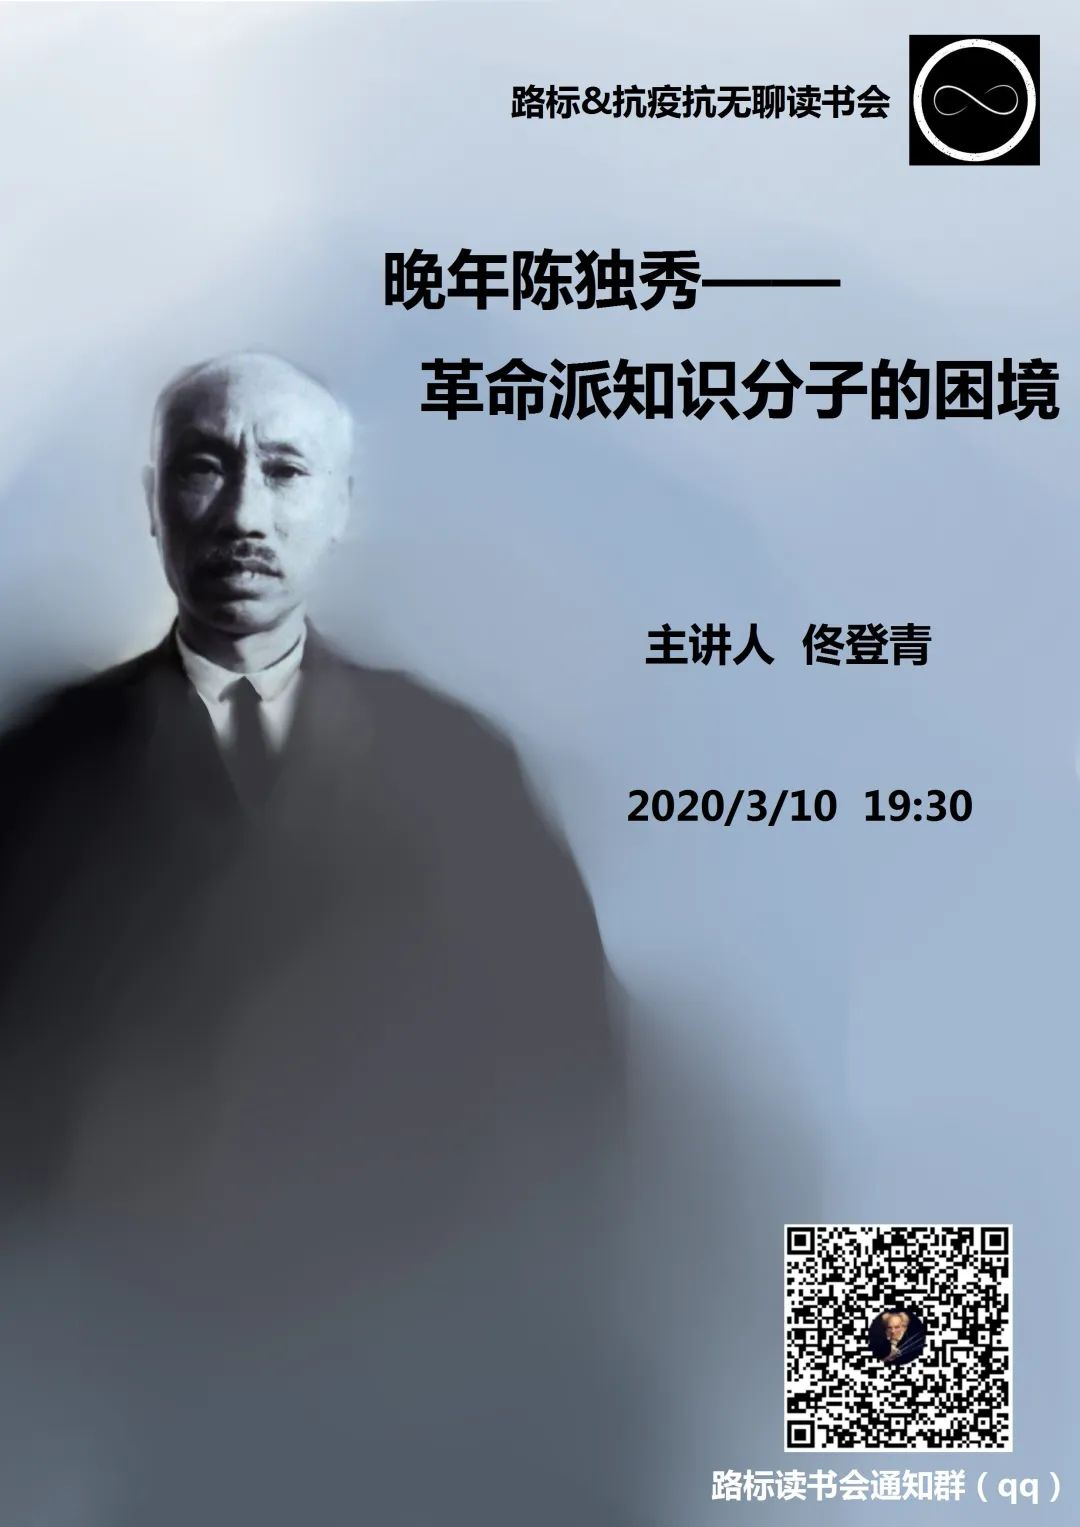 路标&抗疫抗无聊读书会
晚年陈独秀——
革命派知识分子的困境
主讲人 佟登青
2020/3/10 19:30
路标读书会通知群（qq）